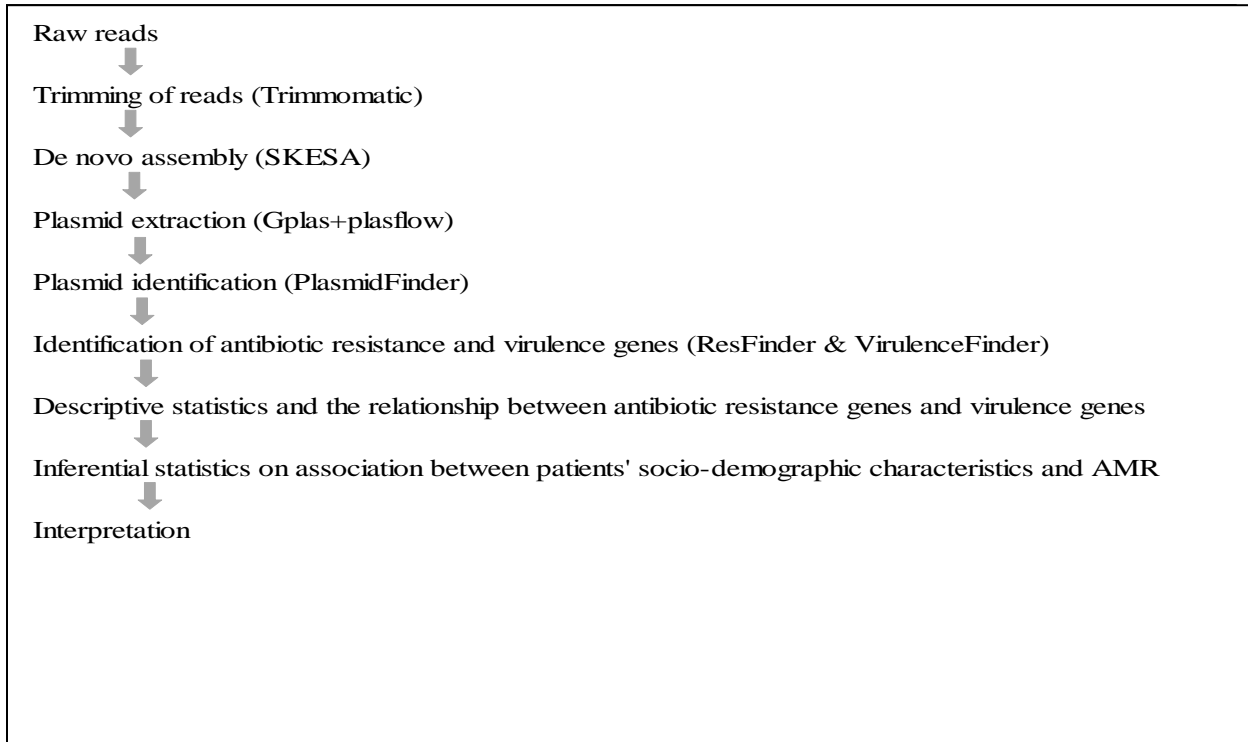 Raw reads
Trimming of reads (Trimmomatic)
De novo assembly (SKESA)
Plasmid extraction (Gplas+plasflow)
Plasmid identification (PlasmidFinder)
Identification of antibiotic resistance and virulence genes (ResFinder & VirulenceFinder)
Descriptive statistics and the relationship between antibiotic resistance genes and virulence genes
Inferential statistics on association between patients' socio-demographic characteristics and AMR
Interpretation